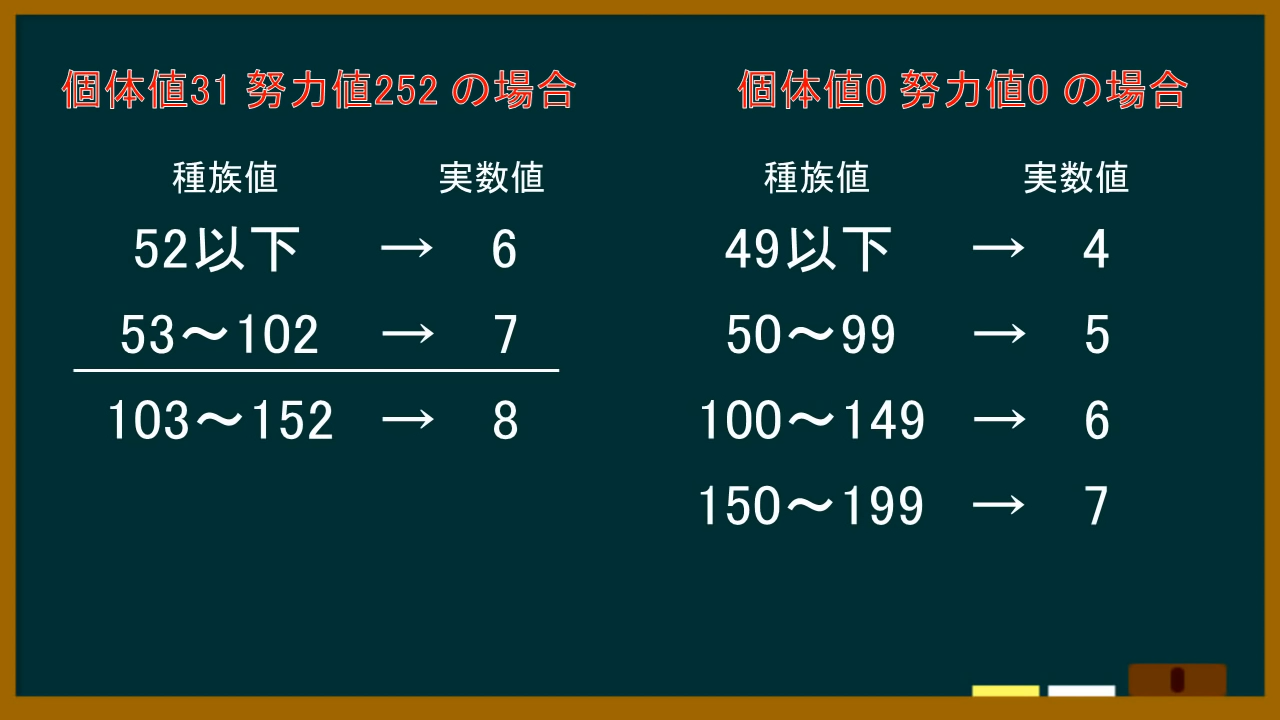 個体値31 努力値252 の場合
種族値 実数値
52以下 → 6
53～102 → 7
103～152 → 8
個体値0 努力値0 の場合
種族値 実数値
49以下 → 4
50～99 → 5
100～149 → 6
150～199 → 7